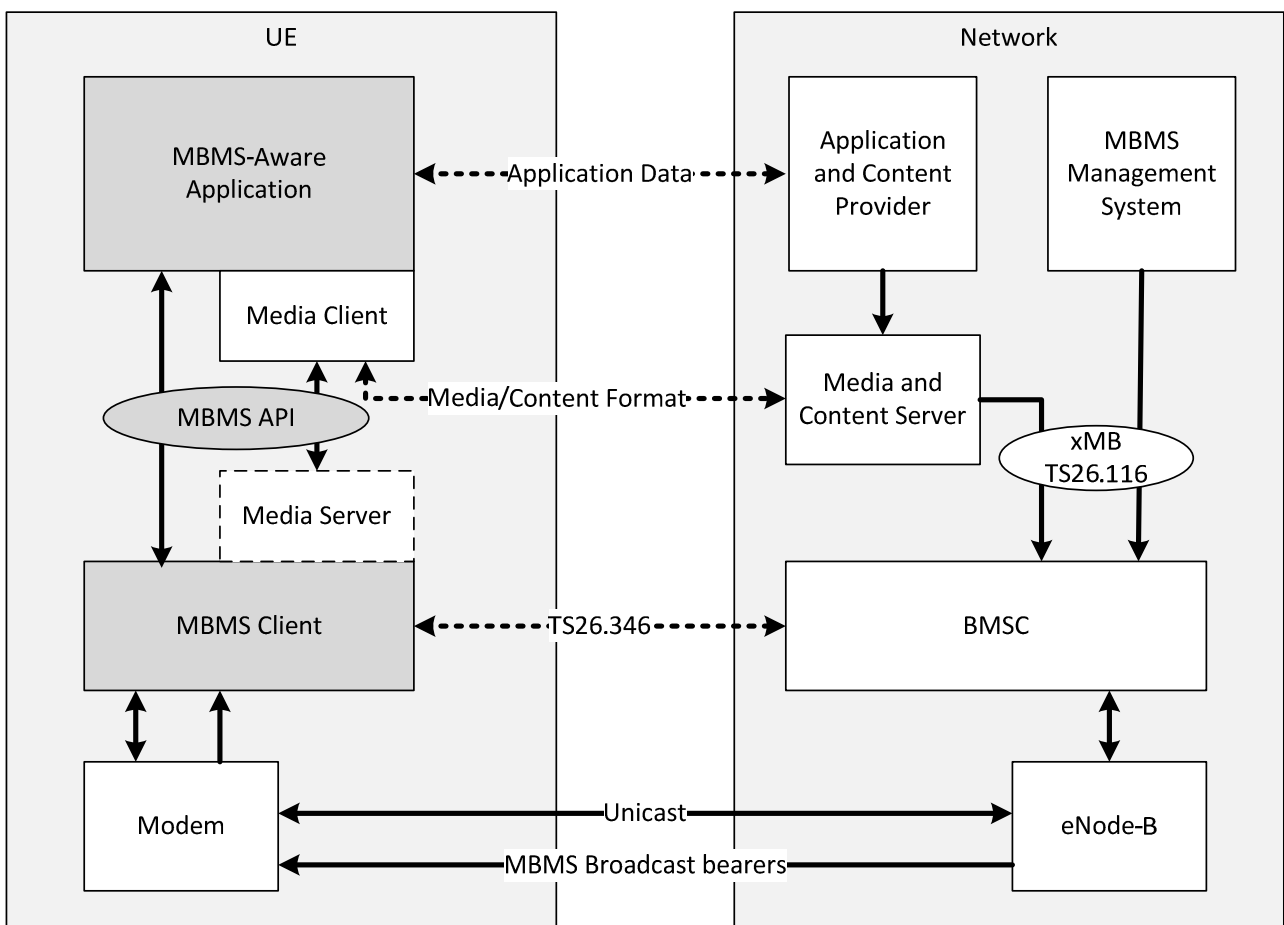 UE
Network
MBMS-Aware
Application
Application Data
Application
and Content
Provider
MBMS
Management
System
Media Client
Media/Content Format
Media and
Content Server
MBMS API
xMB
TS26.116
Media Server
MBMS Client
TS26.346
BMSC
Modem
Unicast
eNode-B
MBMS Broadcast bearers